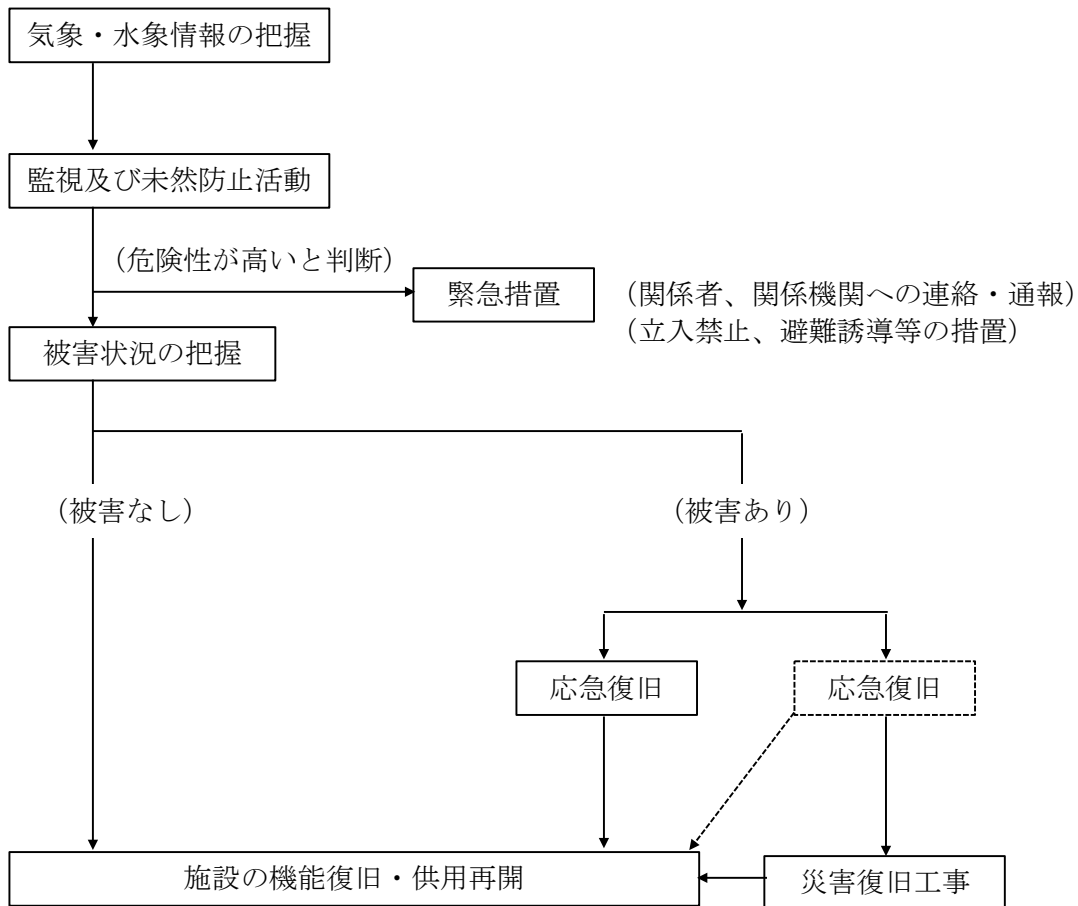 気象・水象情報の把握
監視及び未然防止活動
（危険性が高いと判断）
緊急措置
（関係者、関係機関への連絡・通報）
（立入禁止、避難誘導等の措置）
被害状況の把握
（被害なし）
（被害あり）
応急復旧
応急復旧
施設の機能復旧・供用再開
災害復旧工事